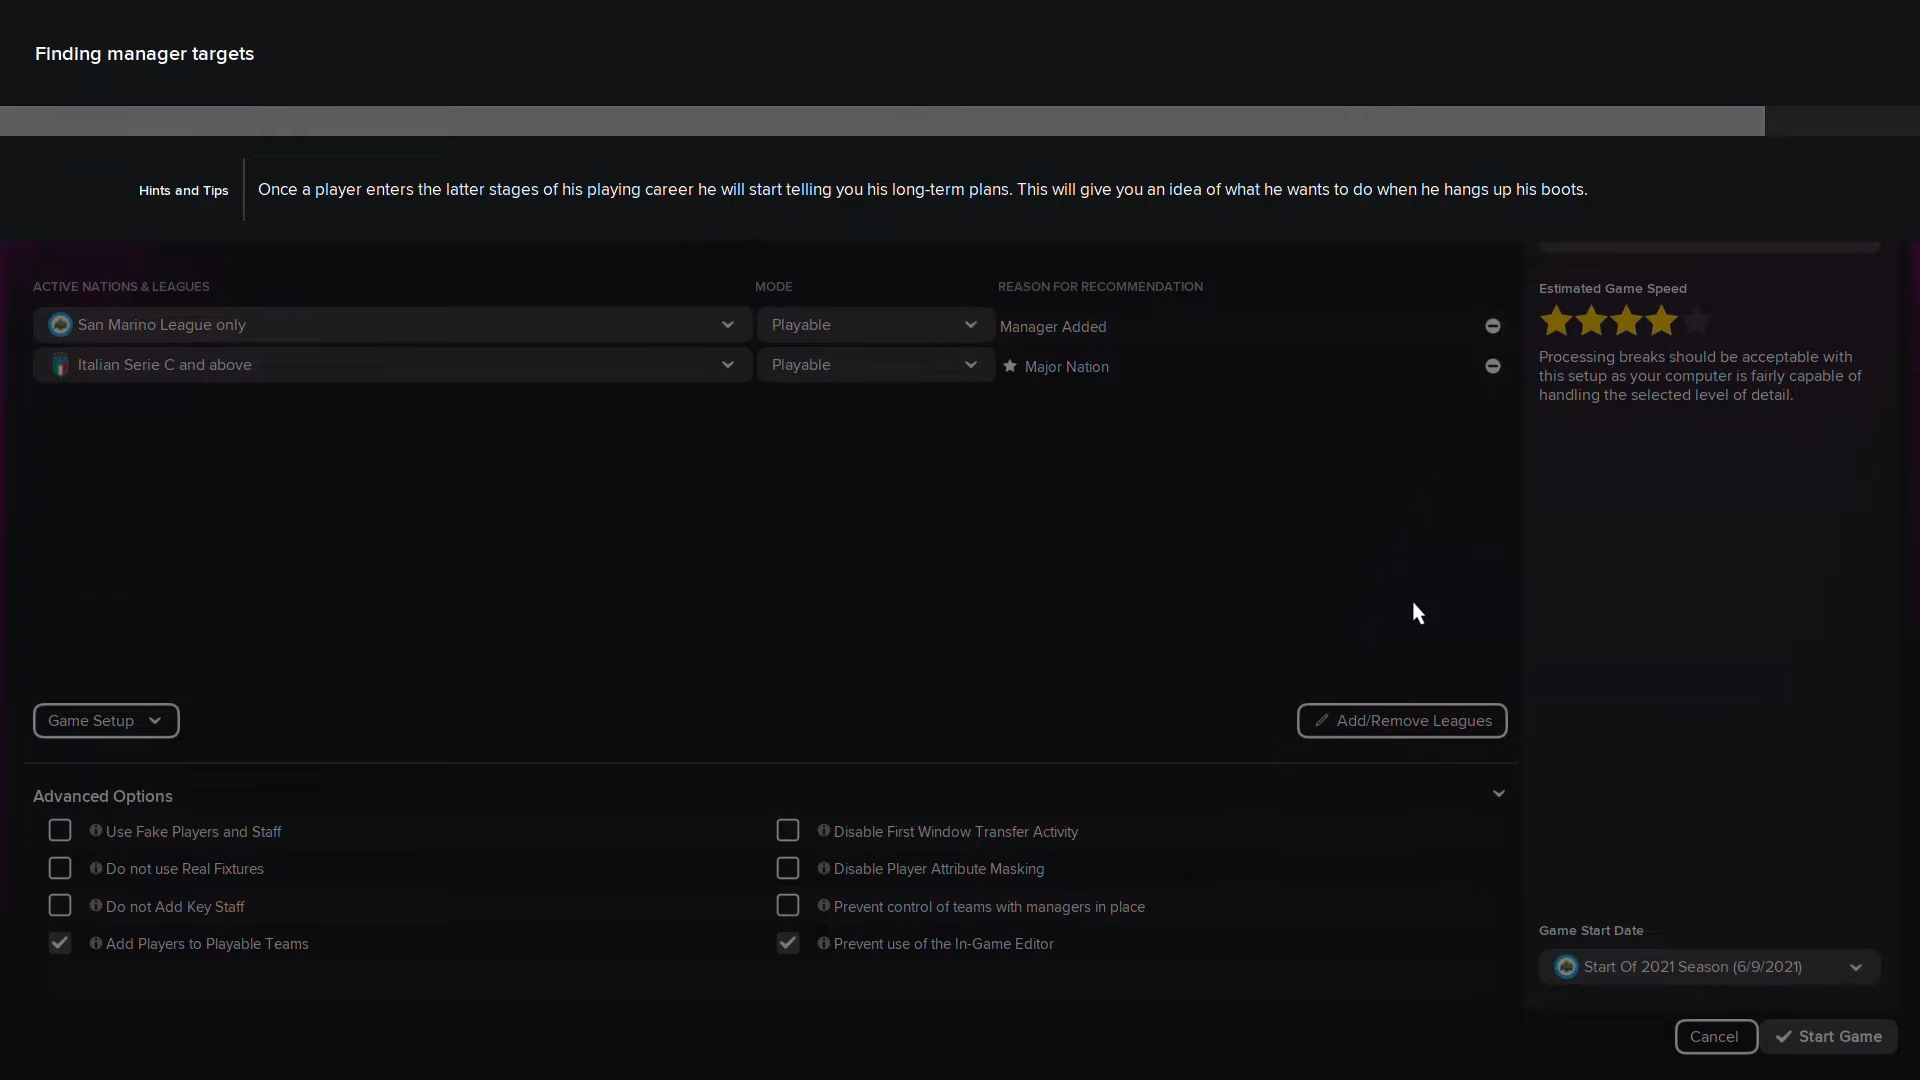 Finding manager targets
Hints and Tips
Once a player enters the latter stages of his playing career he will start telling you his long-term plans. This will give you an idea of what he wants to do when he hangs up his boots.
ACTIVE NATIONS & LEAGUES
MODE
REASON FOR RECOMMENDATION
San Marino League only
Playable
Manager Added
Italian Serie C and above
Playable
Major Nation
Estimated Game Speed
Processing breaks should be acceptable with
this setup as your computer is fairly capable of
handling the selected level of detail.
Game Setup
Add/Remove Leagues
Advanced Options
Use Fake Players and Staff
Disable First Window Transfer Activity
Do not use Real Fixtures
Disable Player Attribute Masking
Do not Add Key Staff
Prevent control of teams with managers in place
Add Players to Playable Teams
Prevent use of the In-Game Editor
Game Start Date
Start Of 2021 Season (6/9/2021)
Cancel
Start Game